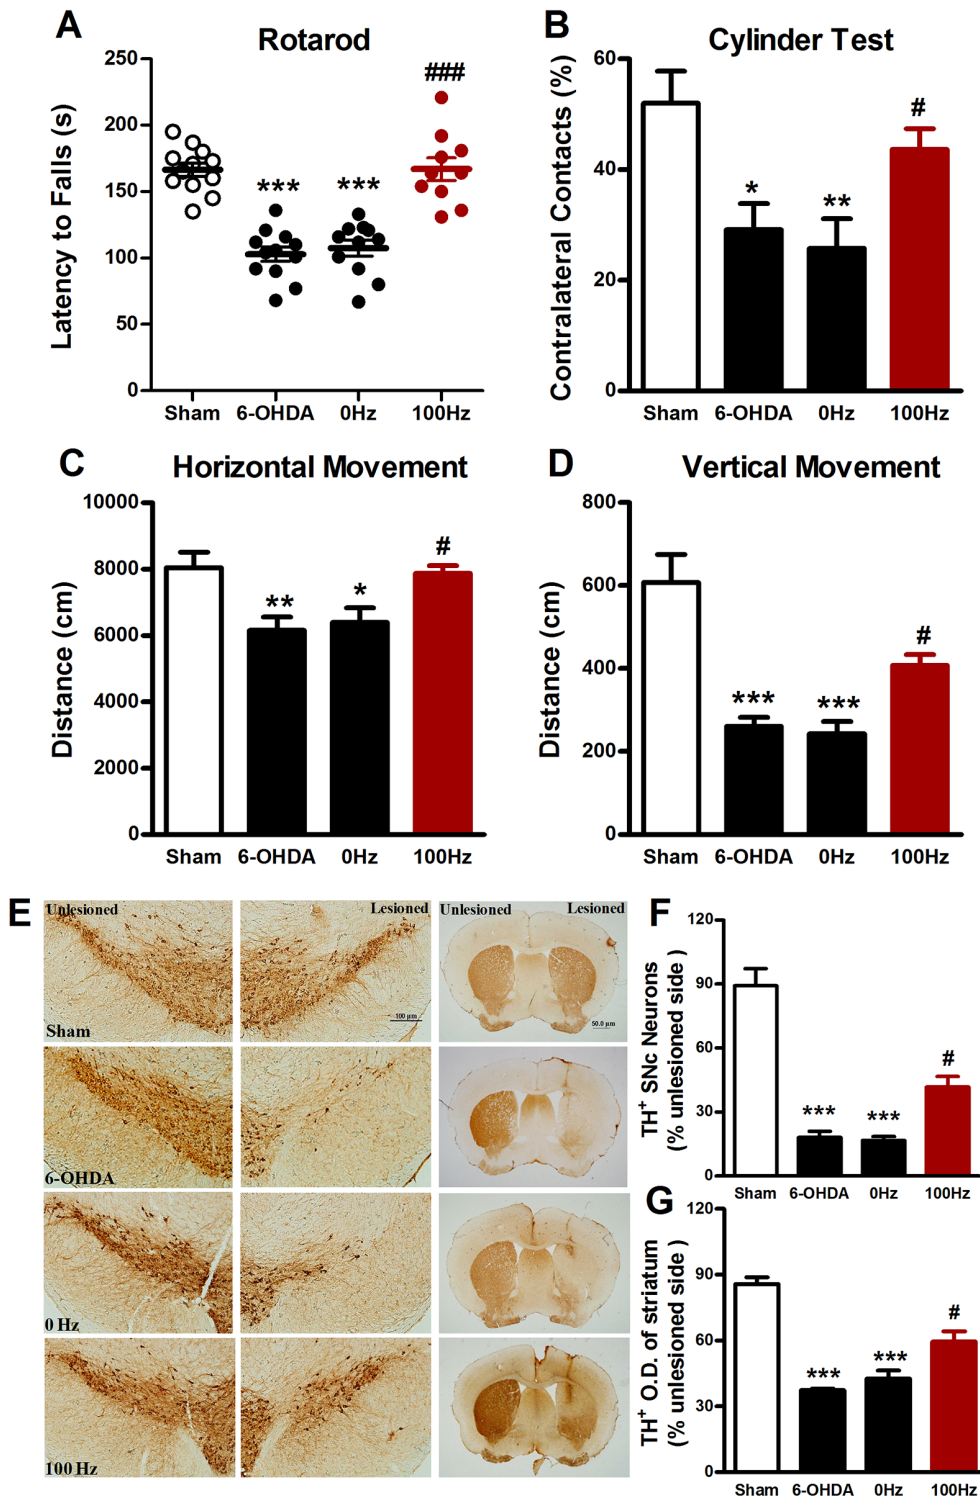 A
Rotarod
Latency to Falls (s)
250
200
150
100
50
0
***
***
###
Sham
6-OHDA
0Hz
100Hz
B
Cylinder Test
Contralateral Contacts (%)
60
40
20
0
*
**
#
Sham
6-OHDA
0Hz
100Hz
C
Horizontal Movement
Distance (cm)
10000
8000
6000
4000
2000
0
**
*
#
Sham
6-OHDA
0Hz
100Hz
D
Vertical Movement
Distance (cm)
800
600
400
200
0
***
***
#
Sham
6-OHDA
0Hz
100Hz
E
Unlesioned
Lesioned
Unlesioned
Lesioned
Sham
100 μm
50.0 μm
6-OHDA
0 Hz
100 Hz
F
TH+ SNc Neurons
(% unlesioned side)
120
90
60
30
0
***
***
#
Sham
6-OHDA
0Hz
100Hz
G
TH+ O.D. of striatum
(% unlesioned side )
120
90
60
30
0
***
***
#
Sham
6-OHDA
0Hz
100Hz